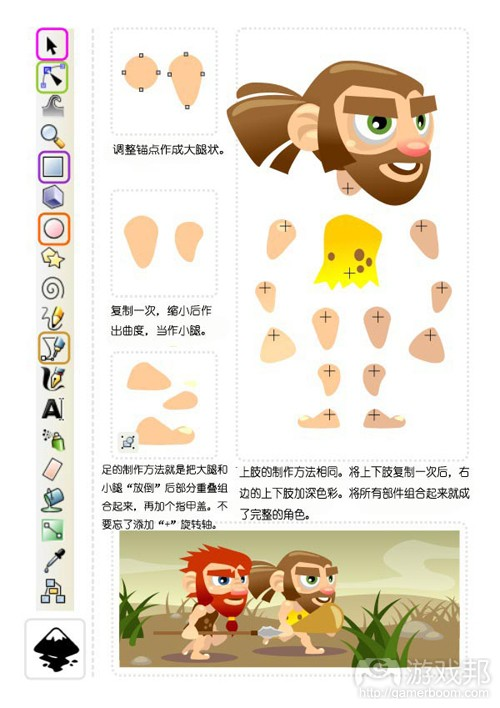 调整锚点作成大腿状。
复制一次，缩小后作
出曲度，当作小腿。
足的制作方法就是把大腿和
小腿“放倒”后部分重叠组
合起来，再加个指甲盖。不
要忘了添加“+”旋转轴。
上肢的制作方法相同。将上下肢复制一次后，右
边的上下肢加深色彩。将所有部件组合起来就成
了完整的角色。
游戏邦
http://gamerboom.com